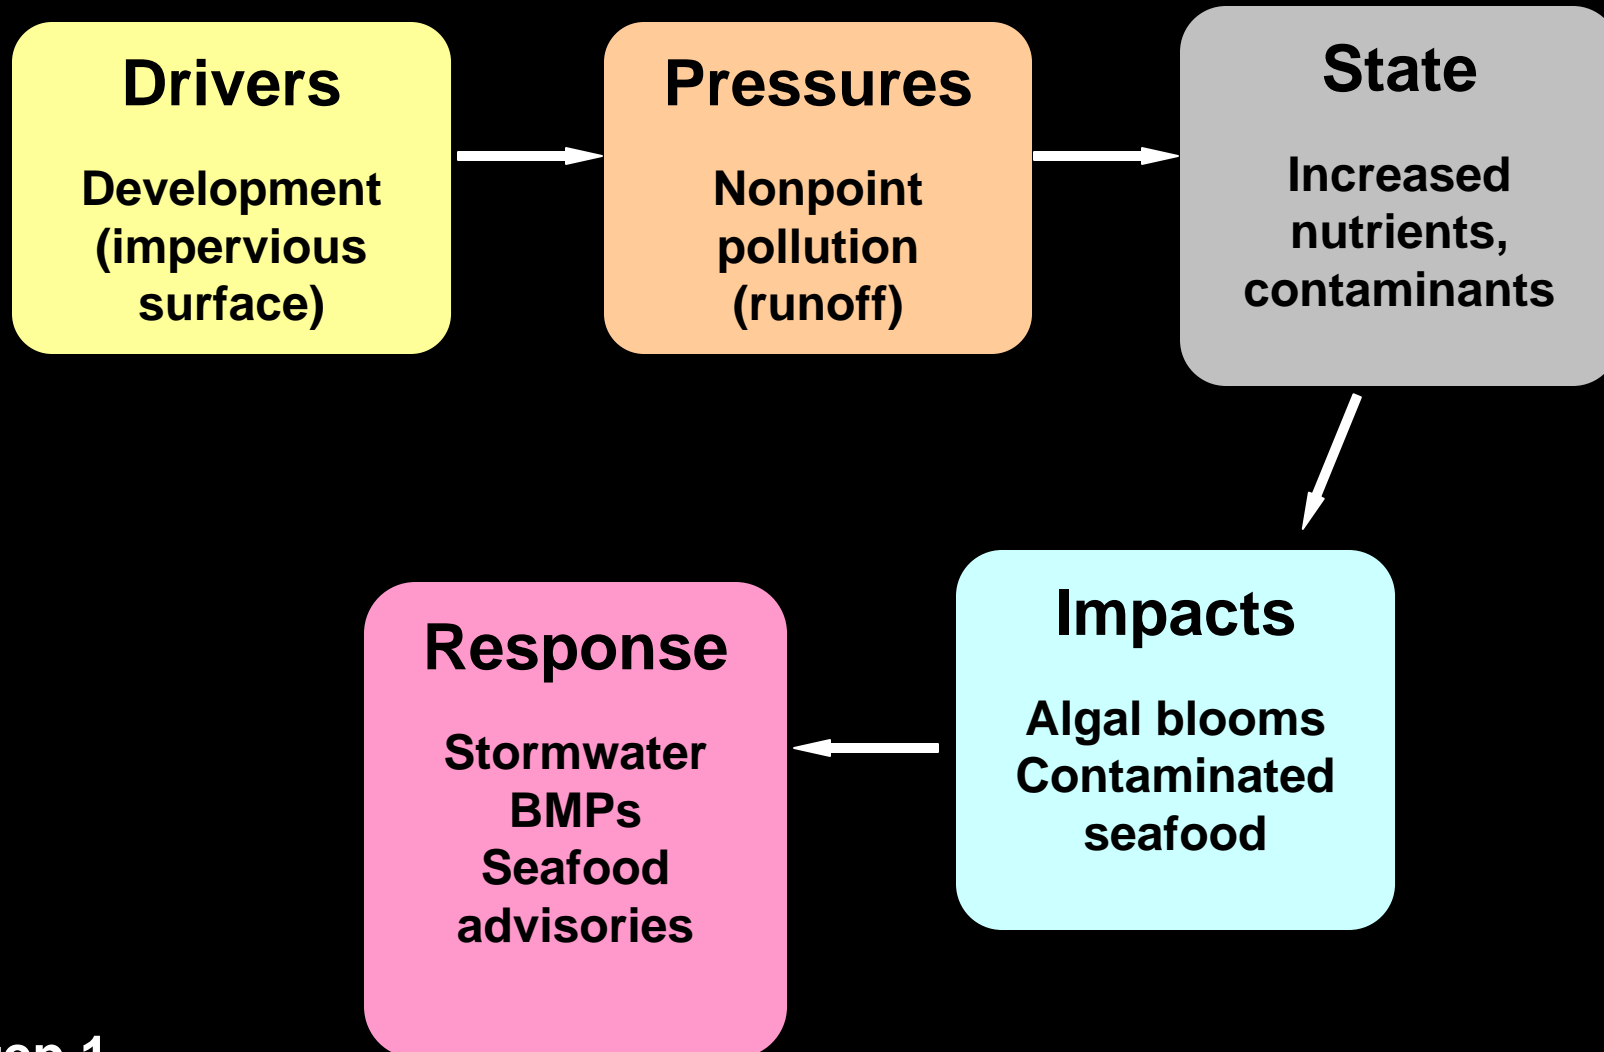 Drivers
Development
(impervious
surface)
Pressures
Nonpoint
pollution
(runoff)
State
Increased
nutrients,
contaminants
Impacts
Algal blooms
Contaminated
seafood
Response
Stormwater
BMPs
Seafood
advisories
1